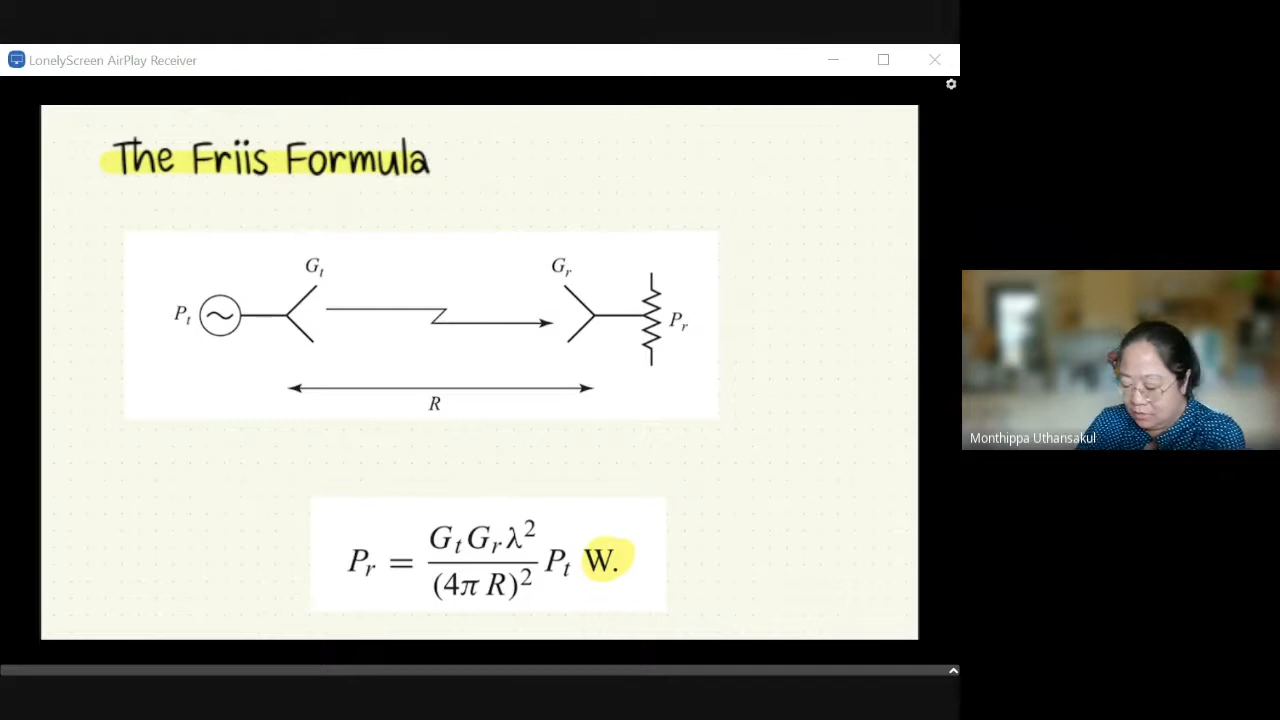 LonelyScreen AirPlay Receiver
The Friis Formula
G_t
G_r
P_t
P_r
R
P_r = \frac{G_t G_r λ^2}{(4π R)^2} P_t W.
Monthippa Uthansakul